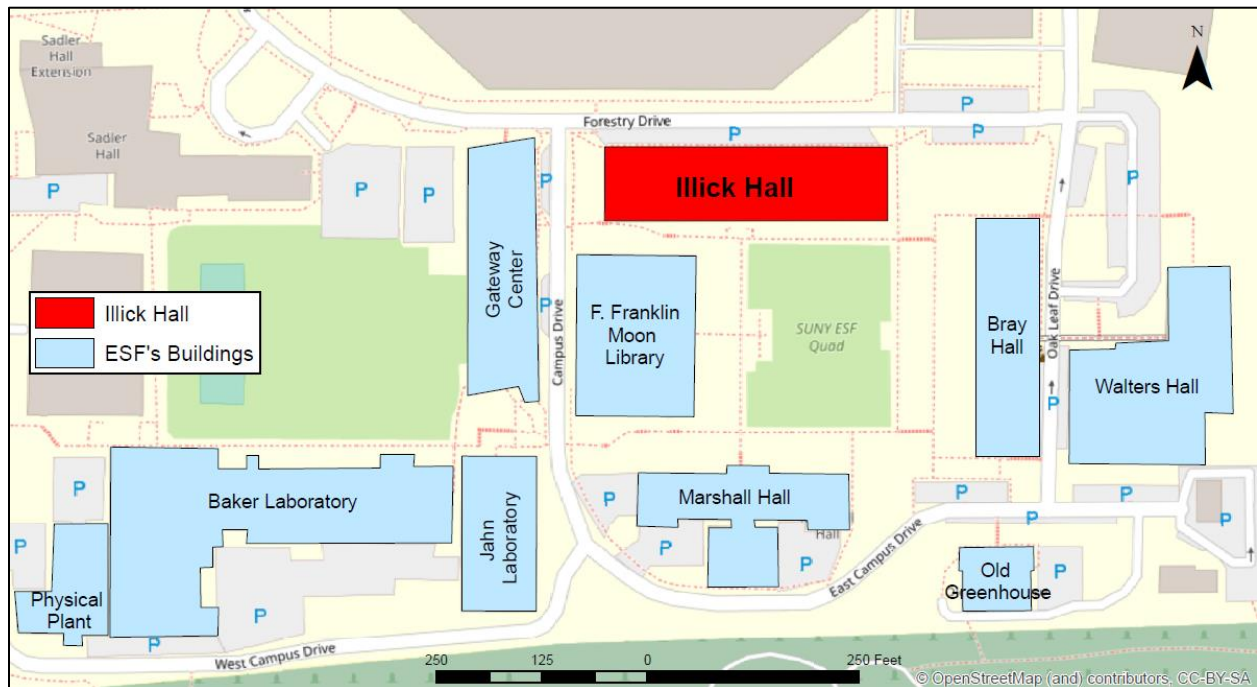 Sadler
Hall
Extension
N
P
Forestry Drive
P
P
Sadler
Hall
P
P
P
P
Illick Hall
P
P
Gateway
Center
Illick Hall
ESF's Buildings
P
Campus Drive
F. Franklin
Moon
Library
SUNY ESF
Quad
Bray
Hall
Oak Leaf Drive
P
Walters Hall
Baker Laboratory
P
P
Jahn
Laboratory
Marshall Hall
P
P
P
Hall
P
P
P
P
P
East Campus Drive
Old
Greenhouse
P
Physical
Plant
P
P
West Campus Drive
250 125 0 250 Feet
© OpenStreetMap (and) contributors, CC-BY-SA